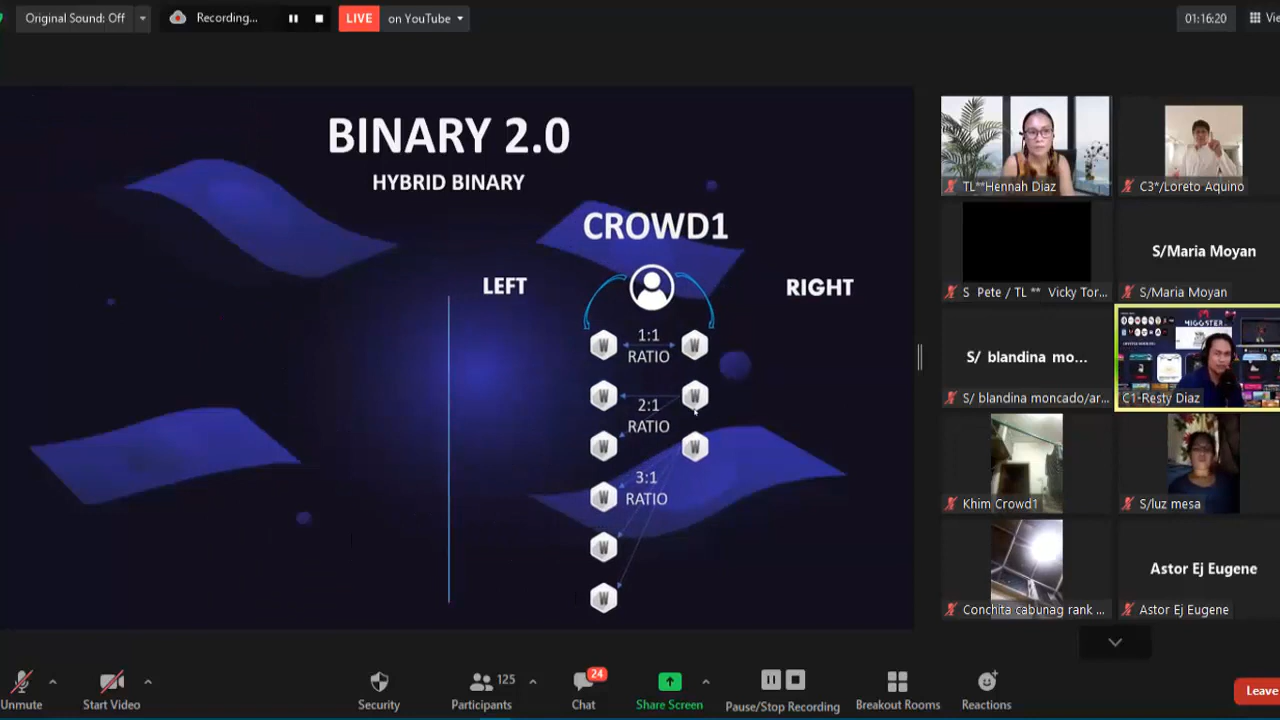 Original Sound: Off
Recording...
LIVE
on YouTube
01:16:20
Vie
BINARY 2.0
HYBRID BINARY
CROWD1
LEFT
RIGHT
W
1:1
RATIO
W
W
2:1
RATIO
W
W
W
3:1
RATIO
W
W
W
TL**Hennah Diaz
C3*/Loreto Aquino
S Pete / TL ** Vicky Tor...
S/Maria Moyan
S/Maria Moyan
S/ blandina mo...
S/ blandina moncado/ar...
MIGGSTER
C1-Resty Diaz
Khim Crowd1
S/luz mesa
Conchita cabunag rank ...
Astor Ej Eugene
Astor Ej Eugene
Unmute
Start Video
Security
Participants
125
Chat
24
Share Screen
Pause/Stop Recording
Breakout Rooms
Reactions
Leave